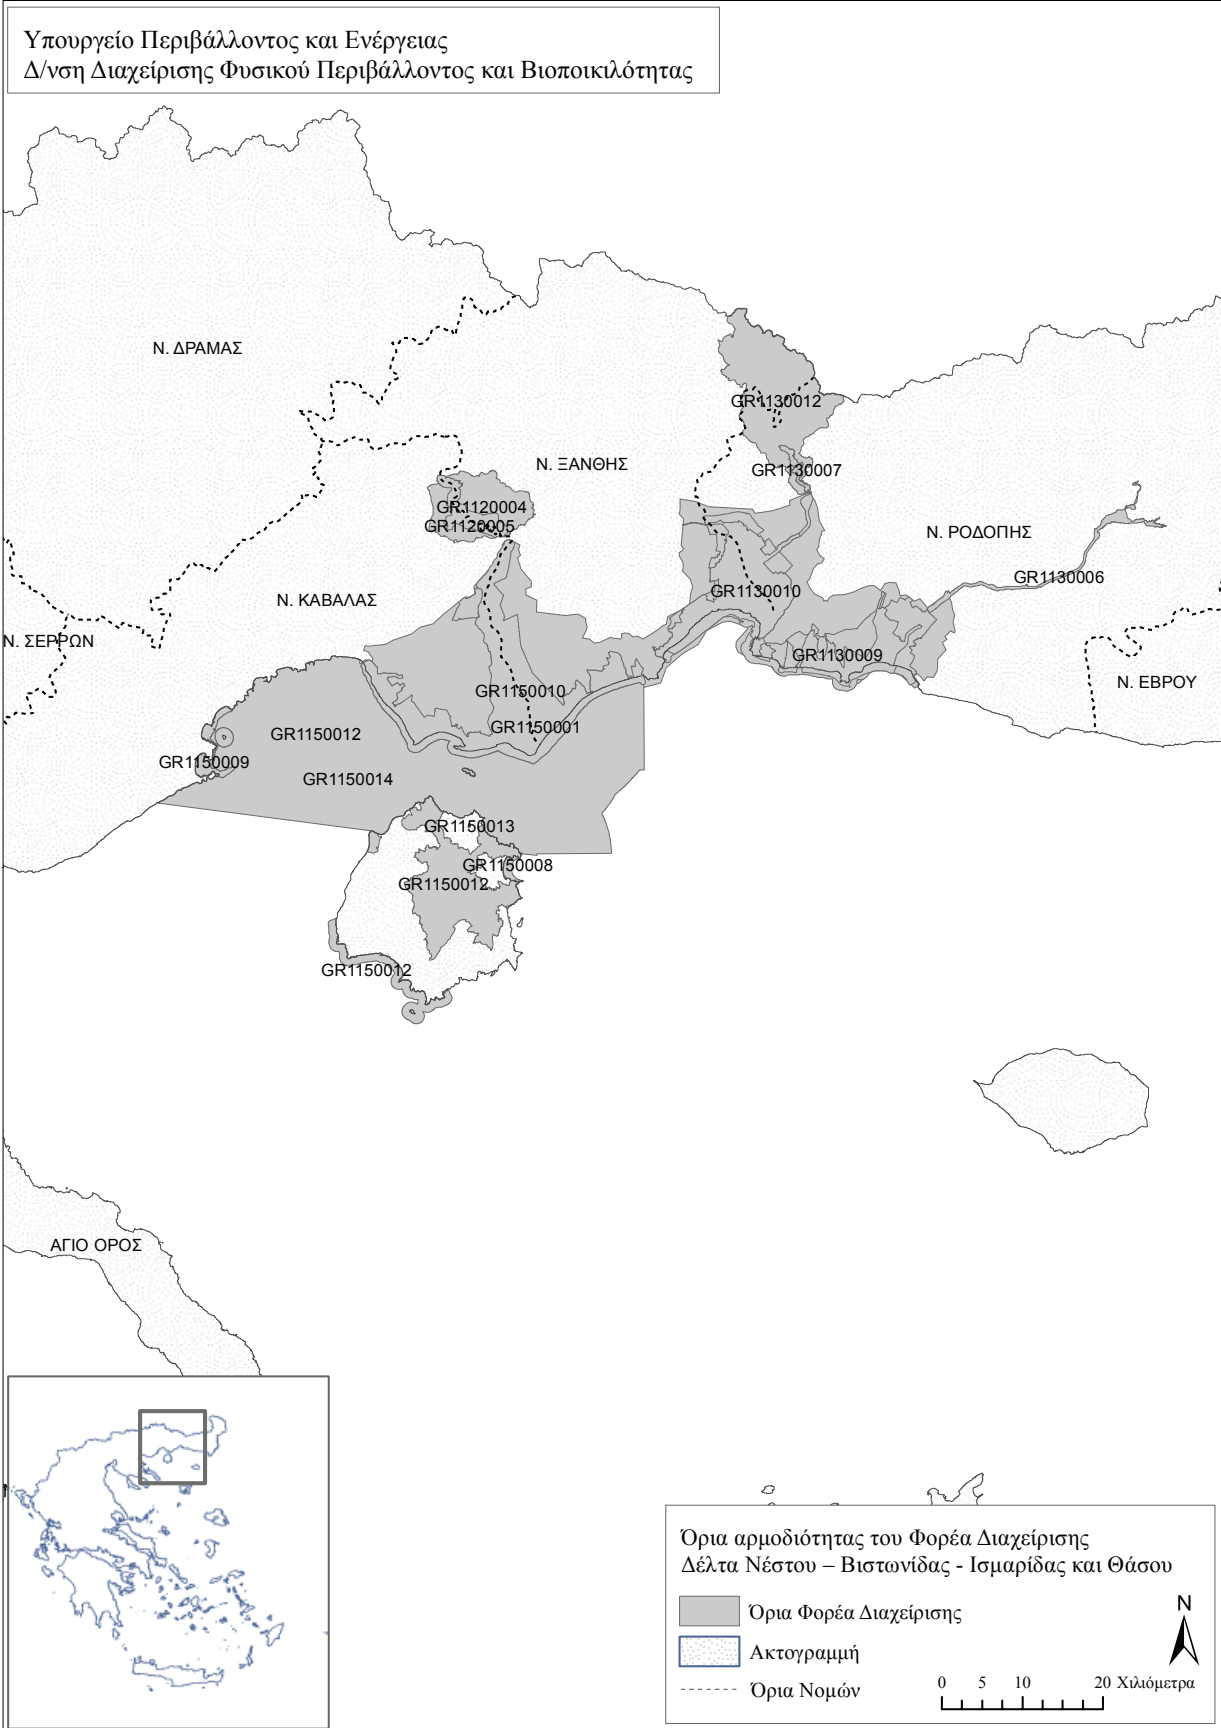 Υπουργείο Περιβάλλοντος και Ενέργειας
Δ/νση Διαχείρισης Φυσικού Περιβάλλοντος και Βιοποικιλότητας
Ν. ΔΡΑΜΑΣ
GR1130012
Ν. ΞΑΝΘΗΣ
GR1130007
GR1120004
GR1120005
Ν. ΡΟΔΟΠΗΣ
GR1130006
GR1130010
Ν. ΚΑΒΑΛΑΣ
Ν. ΣΕΡΡΩΝ
GR1130009
Ν. ΕΒΡΟΥ
GR1150010
GR1150001
GR1150012
GR1150009
GR1150014
GR1150013
GR1150008
GR1150012
GR1150012
ΑΓΙΟ ΟΡΟΣ
Όρια αρμοδιότητας του Φορέα Διαχείρισης
Δέλτα Νέστου – Βιστωνίδας - Ισμαρίδας και Θάσου
Όρια Φορέα Διαχείρισης
Ακτογραμμή
Όρια Νομών
N
0 5 10 20 Χιλιόμετρα